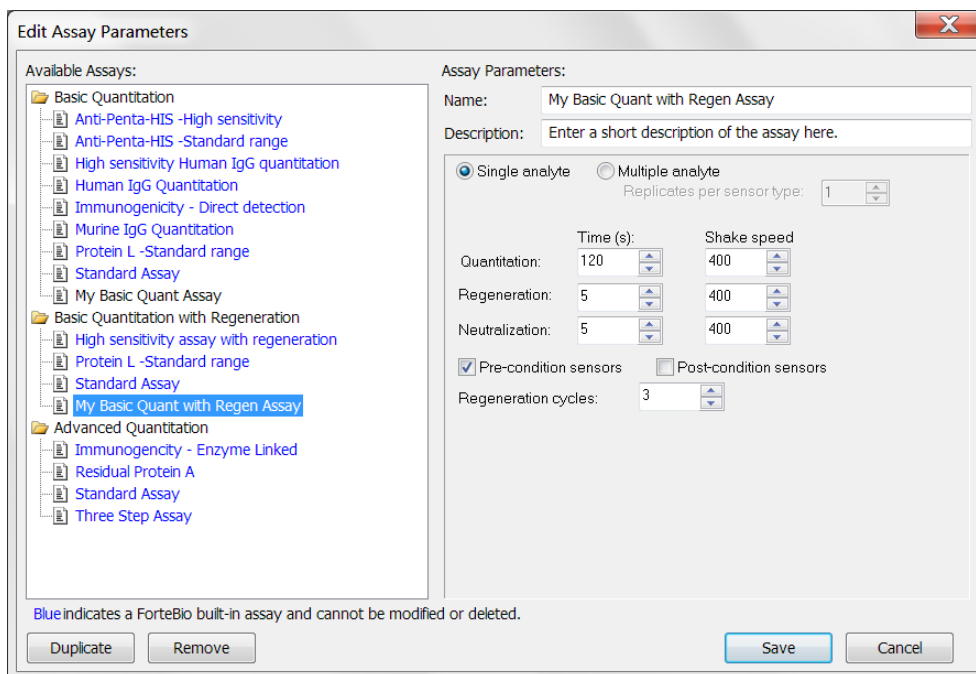 Edit Assay Parameters
Available Assays:
Basic Quantitation
Anti-Penta-HIS -High sensitivity
Anti-Penta-HIS -Standard range
High sensitivity Human IgG quantitation
Human IgG Quantitation
Immunogenicity - Direct detection
Murine IgG Quantitation
Protein L -Standard range
Standard Assay
My Basic Quant Assay
Basic Quantitation with Regeneration
High sensitivity assay with regeneration
Protein L -Standard range
Standard Assay
My Basic Quant with Regen Assay
Advanced Quantitation
Immunogencity - Enzyme Linked
Residual Protein A
Standard Assay
Three Step Assay
Assay Parameters:
Name: My Basic Quant with Regen Assay
Description: Enter a short description of the assay here.
Single analyte Multiple analyte
Replicates per sensor type: 1
Time (s): Shake speed
Quantitation: 120 400
Regeneration: 5 400
Neutralization: 5 400
Pre-condition sensors Post-condition sensors
Regeneration cycles: 3
Blue indicates a ForteBio built-in assay and cannot be modified or deleted.
Duplicate Remove Save Cancel